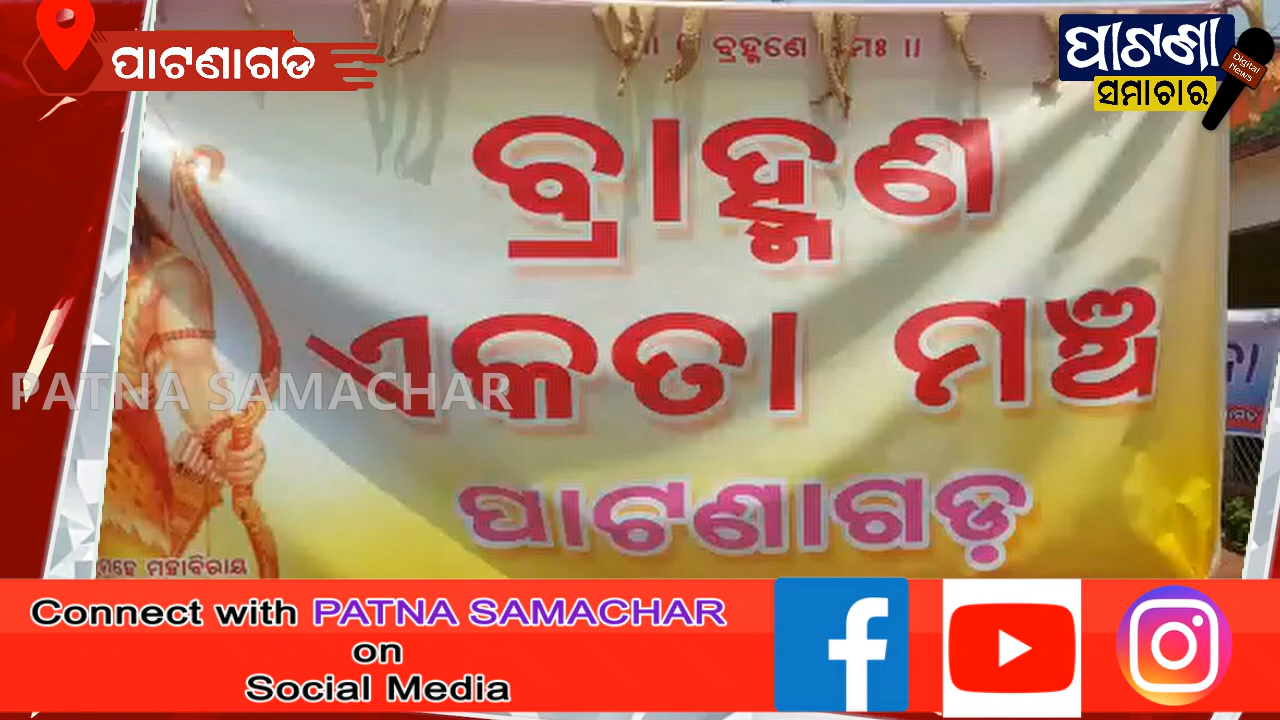 ପାଟଣାଗଡ
ପାଟଣା
ସମାଚାର
Digital
News
ବ୍ରହ୍ମଣେ
ବ୍ରାହ୍ମଣ
ଏକତା ମଞ୍ଚ
ପାଟଣାଗଡ଼
PATNA SAMACHAR
ମହାବିରାୟ
Connect with PATNA SAMACHAR
on
Social Media